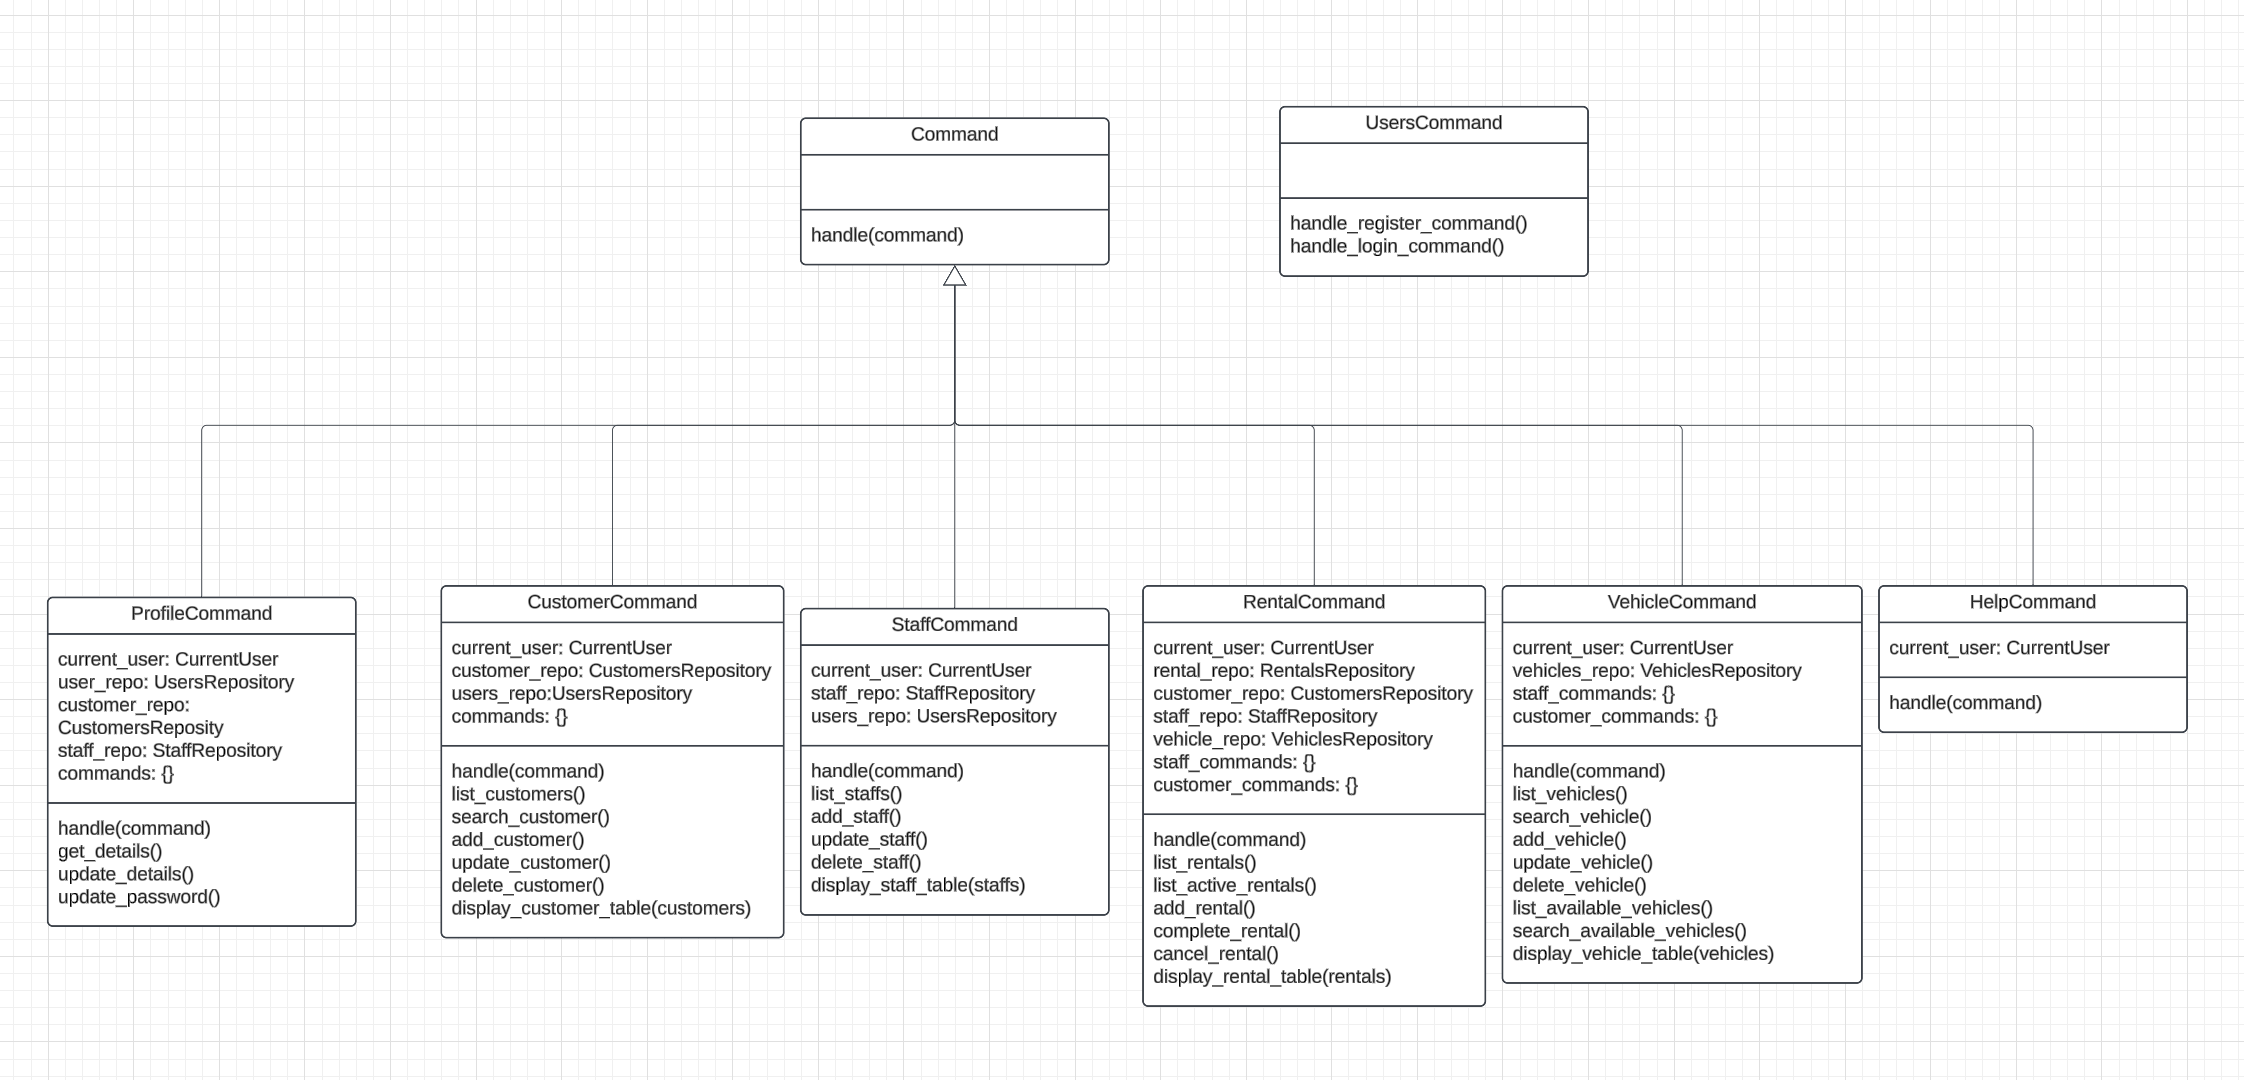 Command
handle(command)
UsersCommand
handle_register_command()
handle_login_command()
ProfileCommand
current_user: CurrentUser
user_repo: UsersRepository
customer_repo:
CustomersReposity
staff_repo: StaffRepository
commands: {}
handle(command)
get_details()
update_details()
update_password()
CustomerCommand
current_user: CurrentUser
customer_repo: CustomersRepository
users_repo:UsersRepository
commands: {}
handle(command)
list_customers()
search_customer()
add_customer()
update_customer()
delete_customer()
display_customer_table(customers)
StaffCommand
current_user: CurrentUser
staff_repo: StaffRepository
users_repo: UsersRepository
handle(command)
list_staffs()
add_staff()
update_staff()
delete_staff()
display_staff_table(staffs)
RentalCommand
current_user: CurrentUser
rental_repo: RentalsRepository
customer_repo: CustomersRepository
staff_repo: StaffRepository
vehicle_repo: VehiclesRepository
staff_commands: {}
customer_commands: {}
handle(command)
list_rentals()
list_active_rentals()
add_rental()
complete_rental()
cancel_rental()
display_rental_table(rentals)
VehicleCommand
current_user: CurrentUser
vehicles_repo: VehiclesRepository
staff_commands: {}
customer_commands: {}
handle(command)
list_vehicles()
search_vehicle()
add_vehicle()
update_vehicle()
delete_vehicle()
list_available_vehicles()
search_available_vehicles()
display_vehicle_table(vehicles)
HelpCommand
current_user: CurrentUser
handle(command)